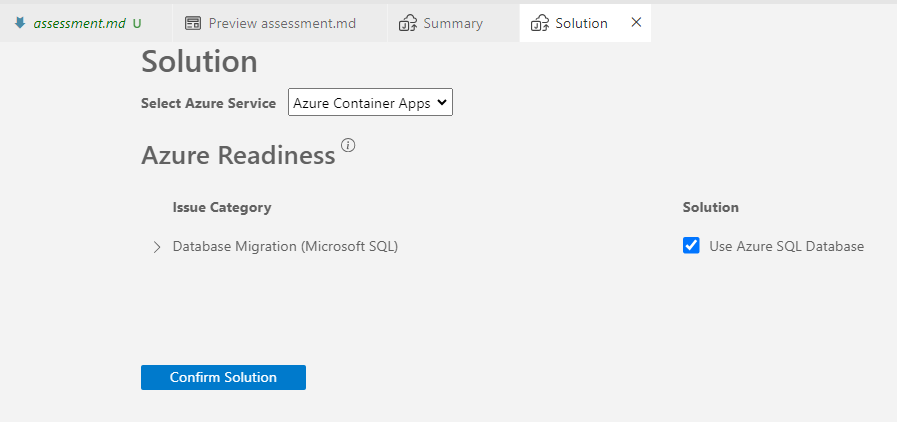 assessment.md U
Preview assessment.md
Summary
Solution
Solution
Select Azure Service
Azure Container Apps
Azure Readiness
Issue Category
Solution
Database Migration (Microsoft SQL)
Use Azure SQL Database
Confirm Solution